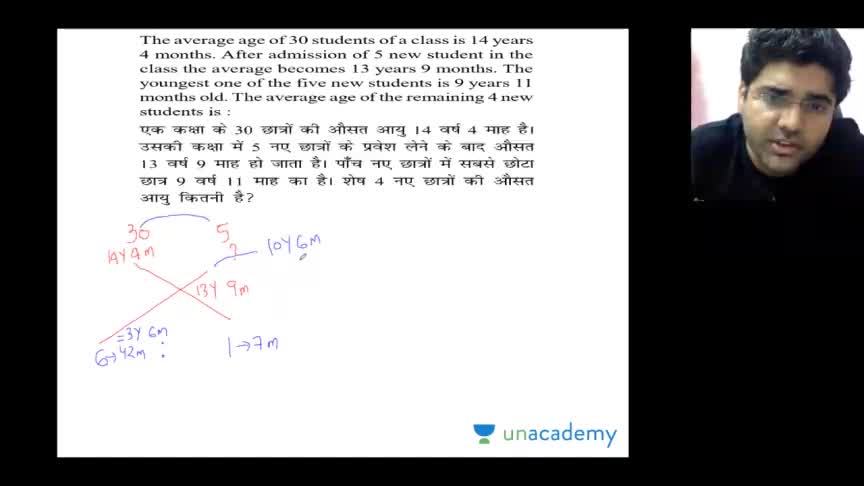 The average age of 30 students of a class is 14 years
4 months. After admission of 5 new student in the
class the average becomes 13 years 9 months. The
youngest one of the five new students is 9 years 11
months old. The average age of the remaining 4 new
students is :
एक कक्षा के 30 छात्रों की औसत आयु 14 वर्ष 4 माह है।
उसकी कक्षा में 5 नए छात्रों के प्रवेश लेने के बाद औसत
13 वर्ष 9 माह हो जाता है। पाँच नए छात्रों में सबसे छोटा
छात्र 9 वर्ष 11 माह का है। शेष 4 नए छात्रों की औसत
आयु कितनी है?
30 5
14Y 4m ? 10Y 6m
13Y 9m
= 3Y 6m
6→42m : 1→7m
unacademy